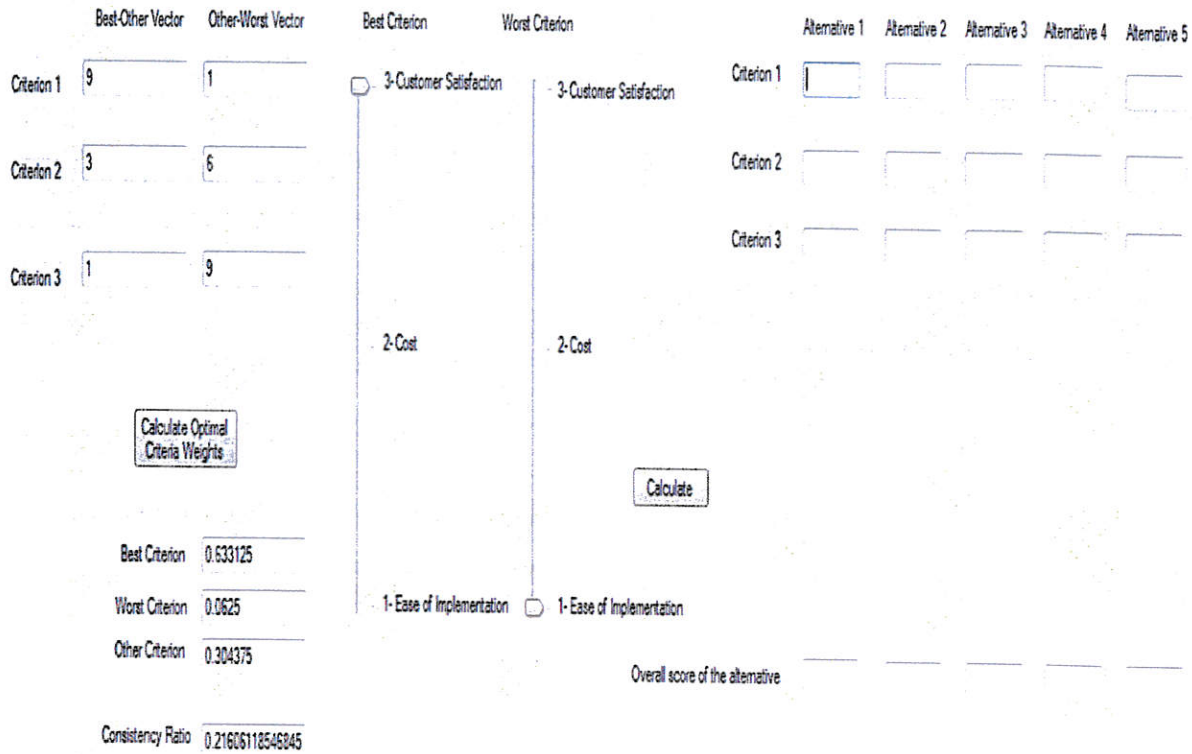 Best-Other Vector Other-Worst Vector Best Criterion Worst Criterion
Alternative 1 Alternative 2 Alternative 3 Alternative 4 Alternative 5
Criterion 1 9 1
3- Customer Satisfaction 3- Customer Satisfaction
Criterion 1
Criterion 2 3 6
Criterion 2
Criterion 3 1 9
Criterion 3
2- Cost 2- Cost
Calculate Optimal
Criteria Weights
Calculate
Best Criterion 0.633125
Worst Criterion 0.0625
1- Ease of Implementation 1- Ease of Implementation
Other Criterion 0.304375
Overall score of the alternative
Consistency Ratio 0.21606118546845